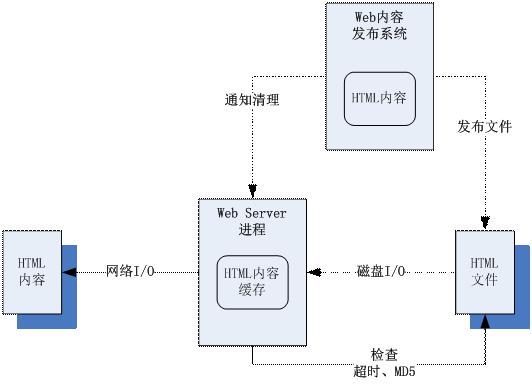 Web内容
发布系统
HTML内容
通知清理
发布文件
Web Server
进程
HTML
内容
网络I/O
HTML内容
缓存
磁盘I/O
HTML
文件
检查
超时、MD5